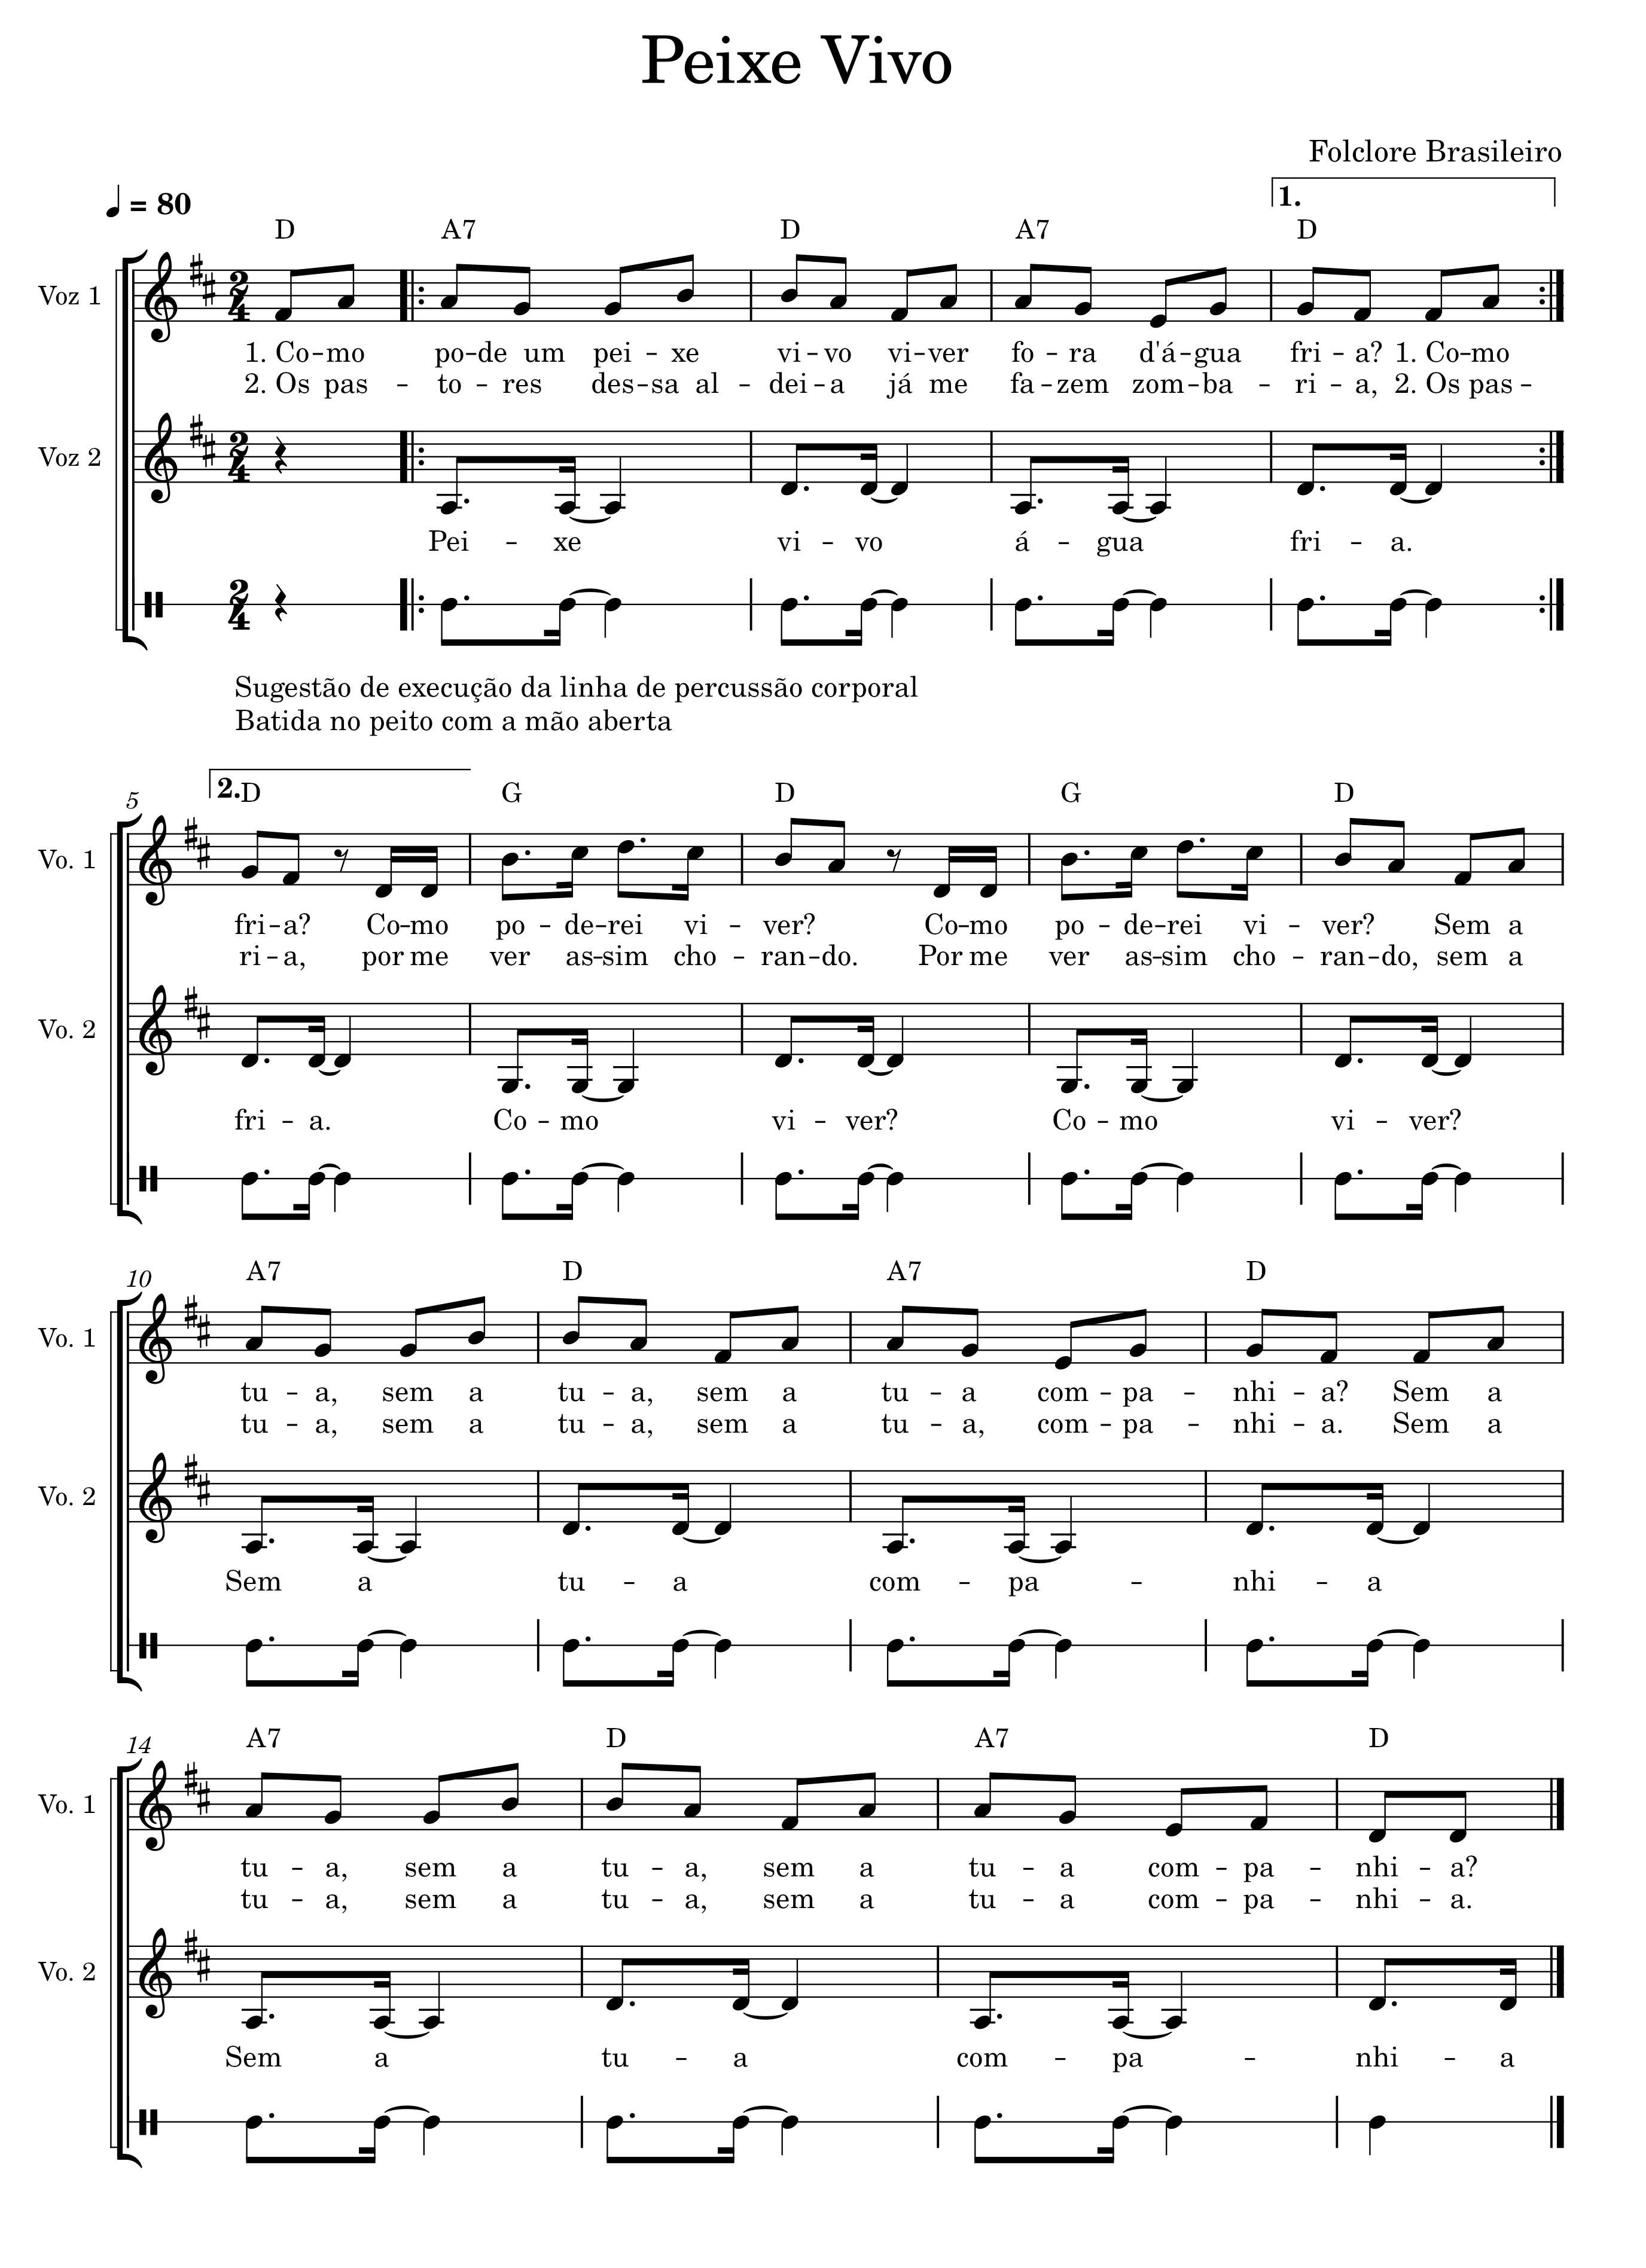 Peixe Vivo
Folclore Brasileiro
= 80
1.
D A7 D A7 D
Voz 1
2
4
1. Co – mo po – de um pei – xe vi – vo vi – ver fo – ra d'á – gua fri – a? 1. Co – mo
2. Os pas – to – res des – sa al – dei – a já me fa – zem zom – ba – ri – a, 2. Os pas –
Voz 2
2
4
Pei – xe vi – vo á – gua fri – a.
2
4
Sugestão de execução da linha de percussão corporal
Batida no peito com a mão aberta
5
2. D G D G D
Vo. 1
fri – a? Co – mo po – de – rei vi – ver? Co – mo po – de – rei vi – ver? Sem a
ri – a, por me ver as – sim cho – ran – do. Por me ver as – sim cho – ran – do, sem a
Vo. 2
fri – a. Co – mo vi – ver? Co – mo vi – ver?
10
A7 D A7 D
Vo. 1
tu – a, sem a tu – a, sem a tu – a com – pa – nhi – a? Sem a
tu – a, sem a tu – a, sem a tu – a, com – pa – nhi – a. Sem a
Vo. 2
Sem a tu – a com – pa – nhi – a
14
A7 D A7 D
Vo. 1
tu – a, sem a tu – a, sem a tu – a com – pa – nhi – a?
tu – a, sem a tu – a, sem a tu – a com – pa – nhi – a.
Vo. 2
Sem a tu – a com – pa – nhi – a